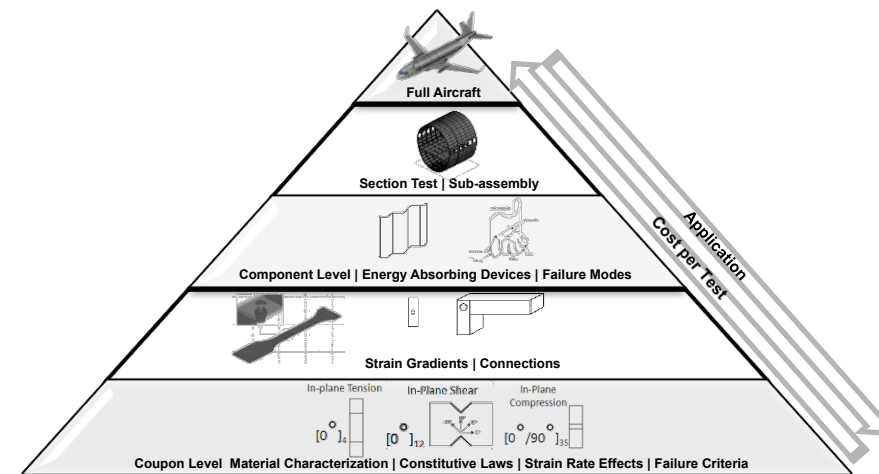 Full Aircraft
Section Test | Sub-assembly
Component Level | Energy Absorbing Devices | Failure Modes
Strain Gradients | Connections
In-plane Tension
In-Plane Shear
In-Plane
Compression
[0°]4
[0°]12
[0°/90°]3S
Coupon Level Material Characterization | Constitutive Laws | Strain Rate Effects | Failure Criteria
Application
Cost per Test